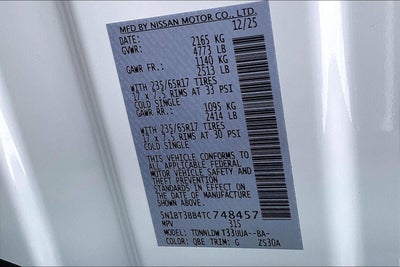 MFD BY NISSAN MOTOR CO., LTD.
12/25
DATE:
GVWR: 2165 KG
4773 LB
GAWR FR.: 1140 KG
2513 LB
WITH 235/65R17 TIRES
17 x 7.5 RIMS AT 33 PSI
COLD SINGLE
GAWR RR.: 1095 KG
2414 LB
WITH 235/65R17 TIRES
17 x 7.5 RIMS AT 30 PSI
COLD SINGLE
THIS VEHICLE CONFORMS TO
ALL APPLICABLE FEDERAL
MOTOR VEHICLE SAFETY
AND THEFT PREVENTION
STANDARDS IN EFFECT ON
THE DATE OF MANUFACTURE
SHOWN ABOVE.
5N1BT3BB4TC748457
MPV 315
MODEL: TDNNLDW T33UUA--BA-
COLOR: QBE TRIM: G Z530A